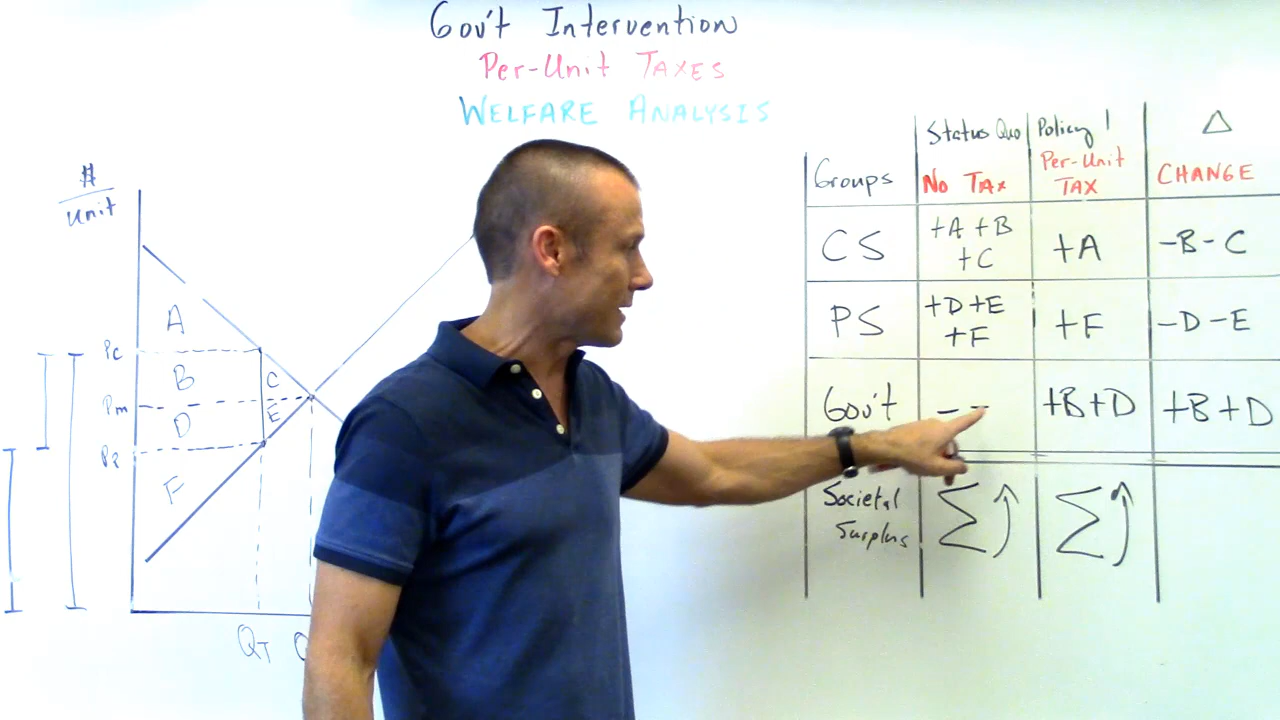 Gov't Intervention
Per-Unit TAXES
WELFARE ANALYSIS
$
Unit
A
Pc
B
C
Pm
D
E
F
QT
Groups
Status Quo
No TAX
Policy 1
Per-Unit
TAX
Δ
CHANGE
CS
+A +B
+C
+A
-B-C
PS
+D+E
+F
+F
-D-E
Gov't
--
+B+D
+B+D
Societal
Surplus
Σ
Σ